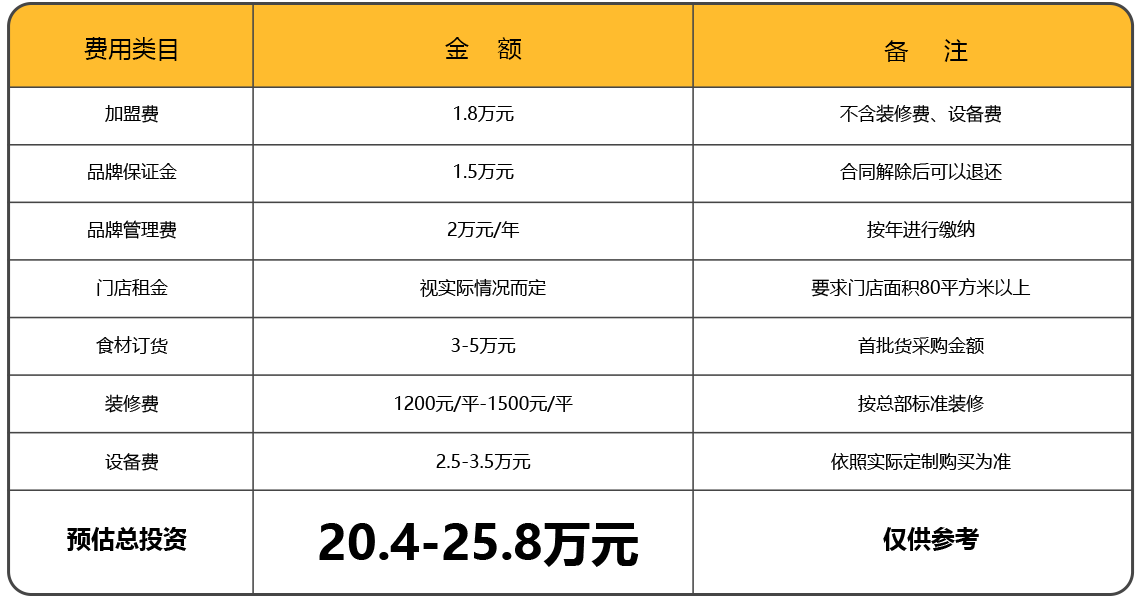 费用类目 金 额 备 注
加盟费 1.8万元 不含装修费、设备费
品牌保证金 1.5万元 合同解除后可以退还
品牌管理费 2万元/年 按年进行缴纳
门店租金 视实际情况而定 要求门店面积80平方米以上
食材订货 3-5万元 首批货采购金额
装修费 1200元/平-1500元/平 按总部标准装修
设备费 2.5-3.5万元 依照实际定制购买为准
预估总投资 20.4-25.8万元 仅供参考